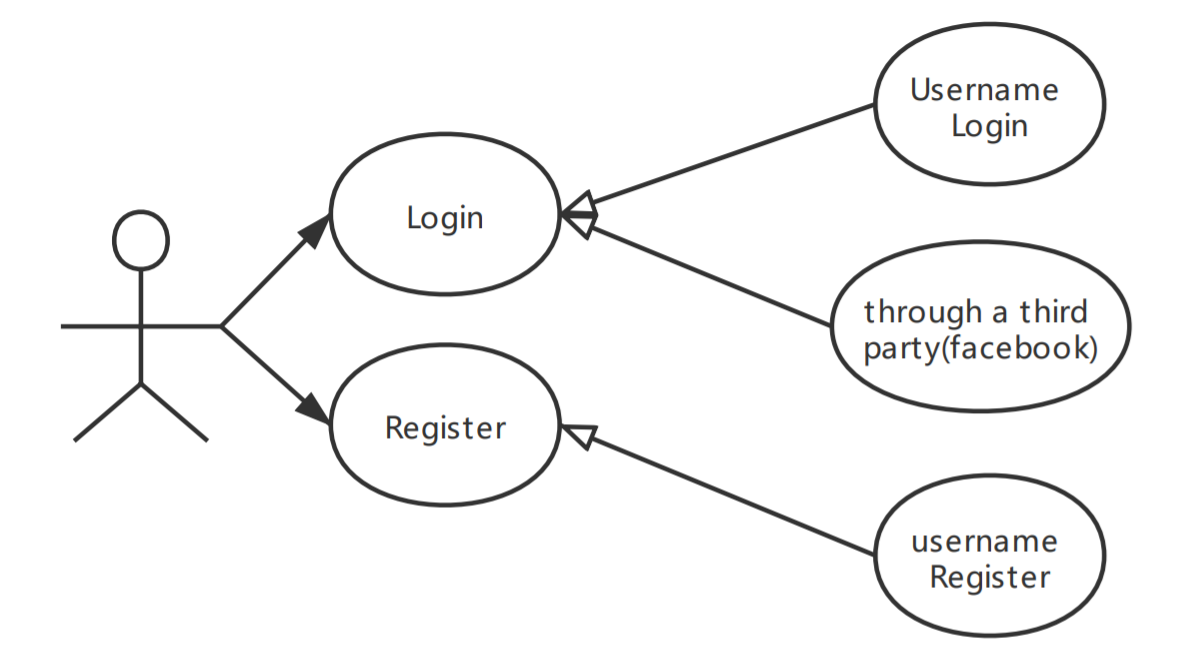 Username
Login
Login
through a third
party(facebook)
Register
username
Register